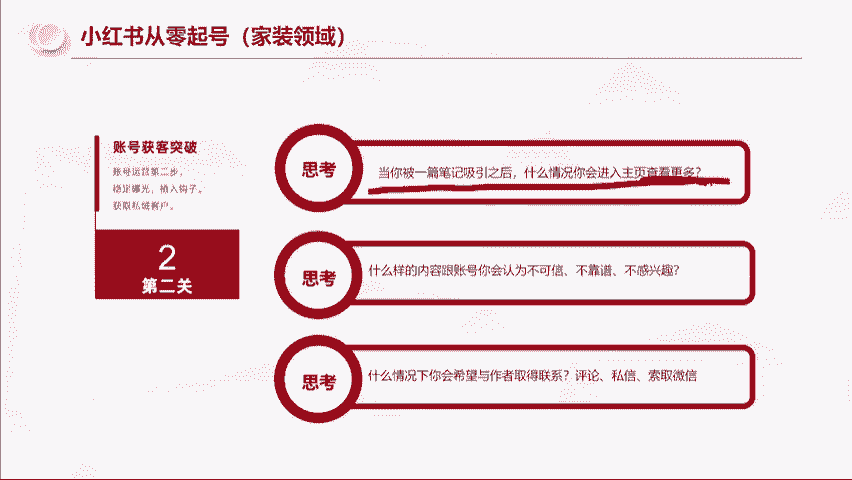 小红书从零起号（家装领域）
账号获客突破
账号运营第二步，
稳定曝光，植入钩子。
获取私域客户。
2
第二关
思考
当你被一篇笔记吸引之后，什么情况你会进入主页查看更多？
思考
什么样的内容跟账号你会认为不可信、不靠谱、不感兴趣？
思考
什么情况下你会希望与作者取得联系？评论、私信、索取微信